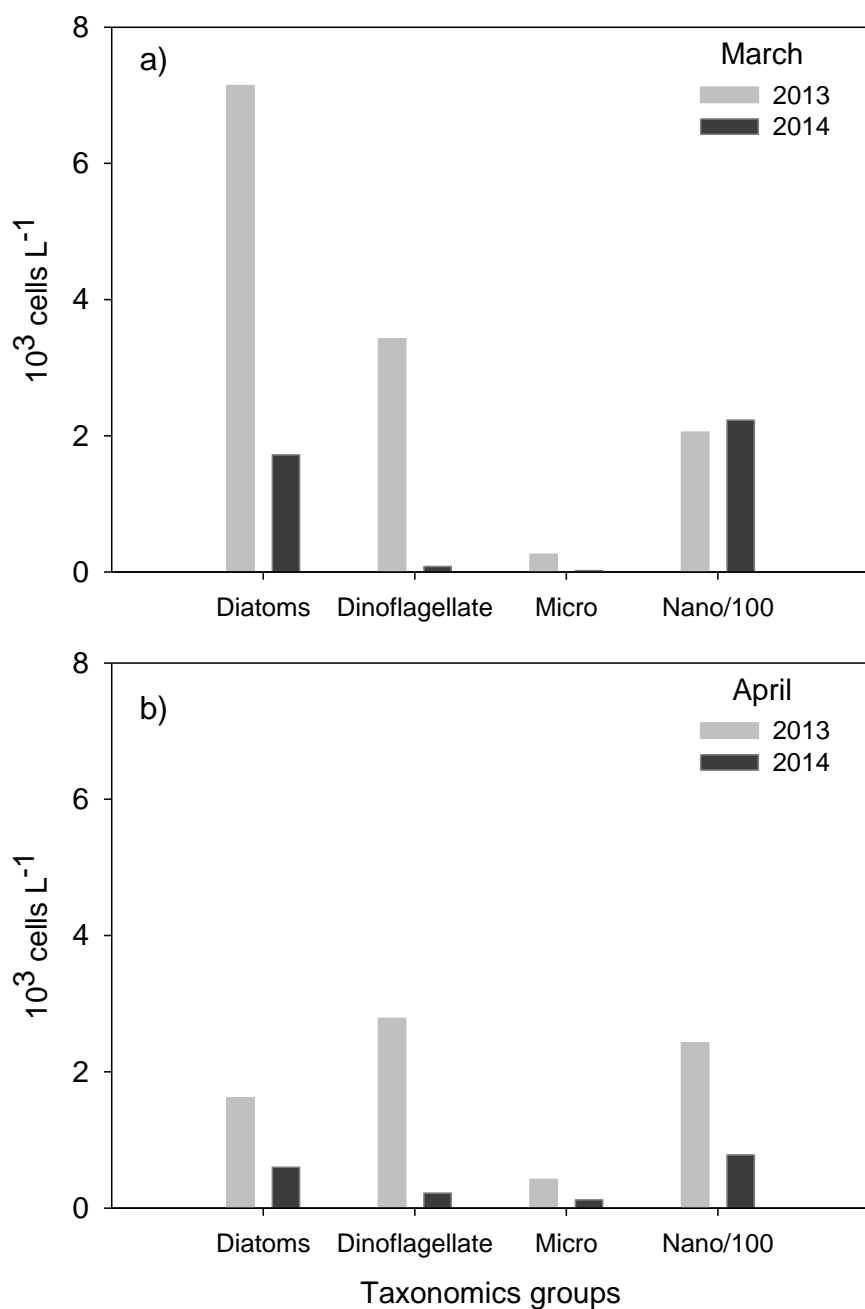 a)
March
2013
2014
10³ cells L⁻¹
8
6
4
2
0
Diatoms Dinoflagellate Micro Nano/100
b)
April
2013
2014
10³ cells L⁻¹
8
6
4
2
0
Diatoms Dinoflagellate Micro Nano/100
Taxonomics groups